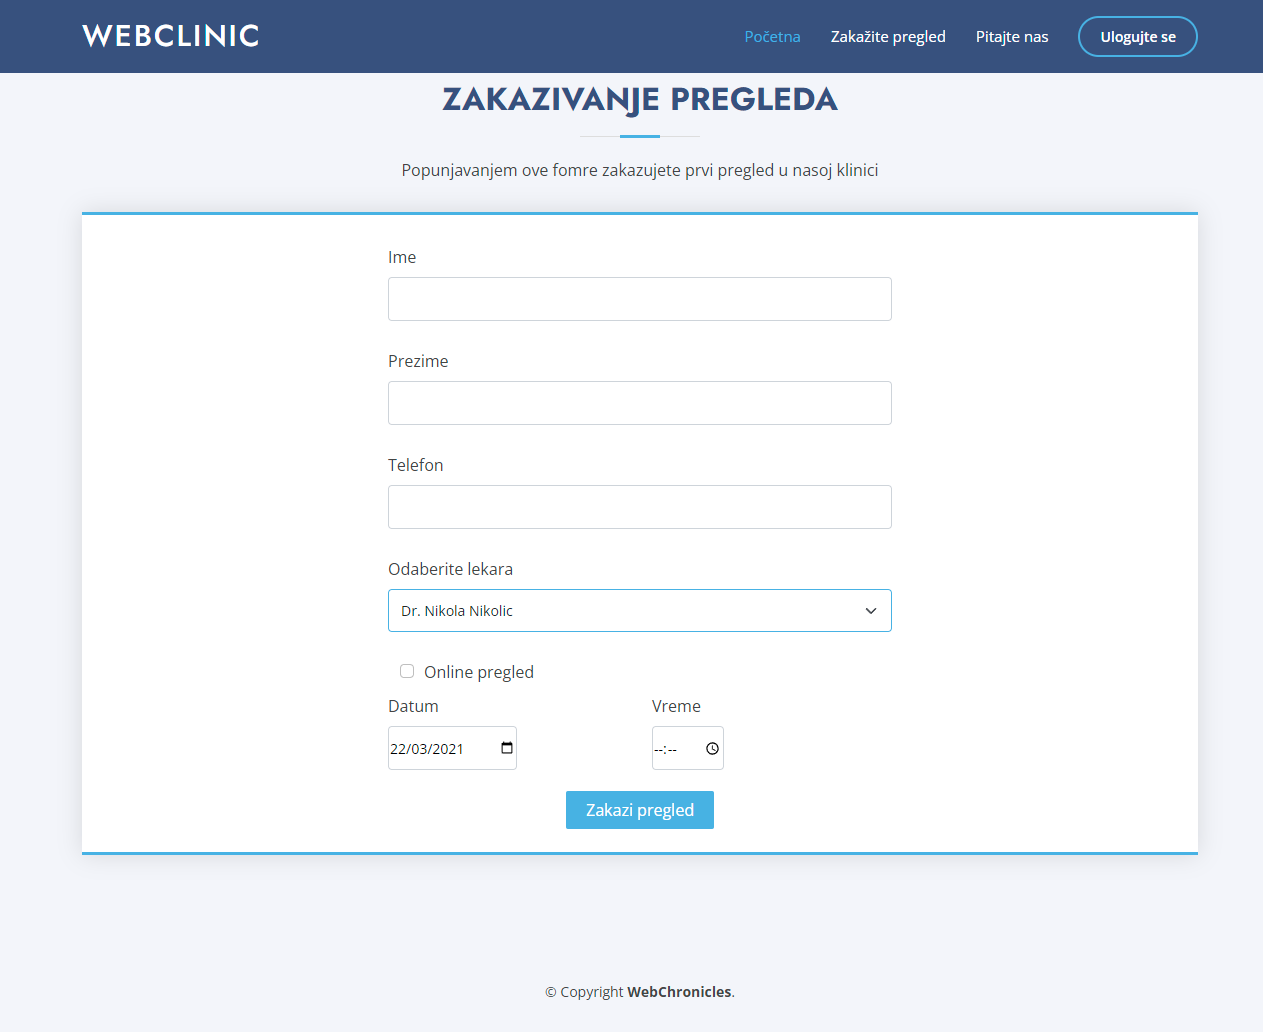 WEBCLINIC
Početna
Zakažite pregled
Pitajte nas
Ulogujte se
ZAKAZIVANJE PREGLEDA
Popunjavanjem ove fomre zakazujete prvi pregled u nasoj klinici
Ime
Prezime
Telefon
Odaberite lekara
Dr. Nikola Nikolic
Online pregled
Datum
Vreme
22/03/2021
--:--
Zakazi pregled
© Copyright WebChronicles.